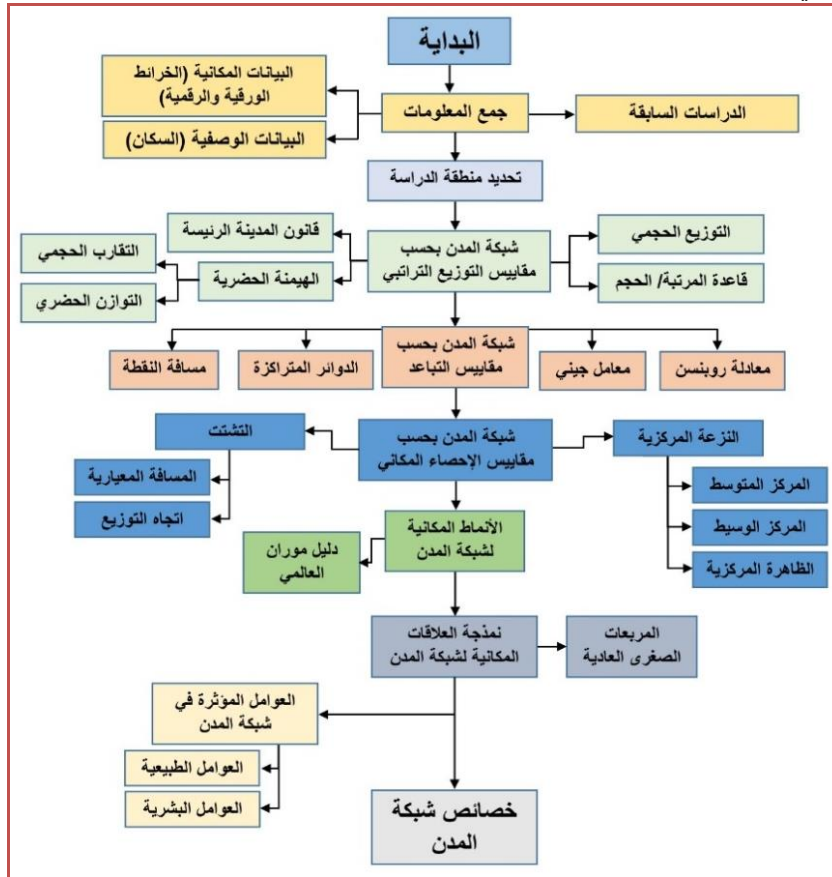 البداية
البيانات المكانية (الخرائط
الورقية والرقمية)
جمع المعلومات
الدراسات السابقة
البيانات الوصفية (السكان)
تحديد منطقة الدراسة
قانون المدينة الرئيسة
التوزيع الحجمي
التقارب الحجمي
شبكة المدن بحسب
مقاييس التوزيع التراتبي
الهيمنة الحضرية
قاعدة المرتبة/ الحجم
التوازن الحضري
معادلة روبنسن
معامل جيني
شبكة المدن بحسب
مقاييس التباعد
الدوائر المتراكزة
مسافة النقطة
النزعة المركزية
شبكة المدن بحسب
مقاييس الإحصاء المكاني
التشتت
المركز المتوسط
المسافة المعيارية
المركز الوسيط
اتجاه التوزيع
الظاهرة المركزية
الأنماط المكانية
لشبكة المدن
دليل موران
العالمي
نمذجة العلاقات
المكانية لشبكة المدن
المربعات
الصغرى العادية
العوامل المؤثرة في
شبكة المدن
العوامل الطبيعية
العوامل البشرية
خصائص شبكة
المدن